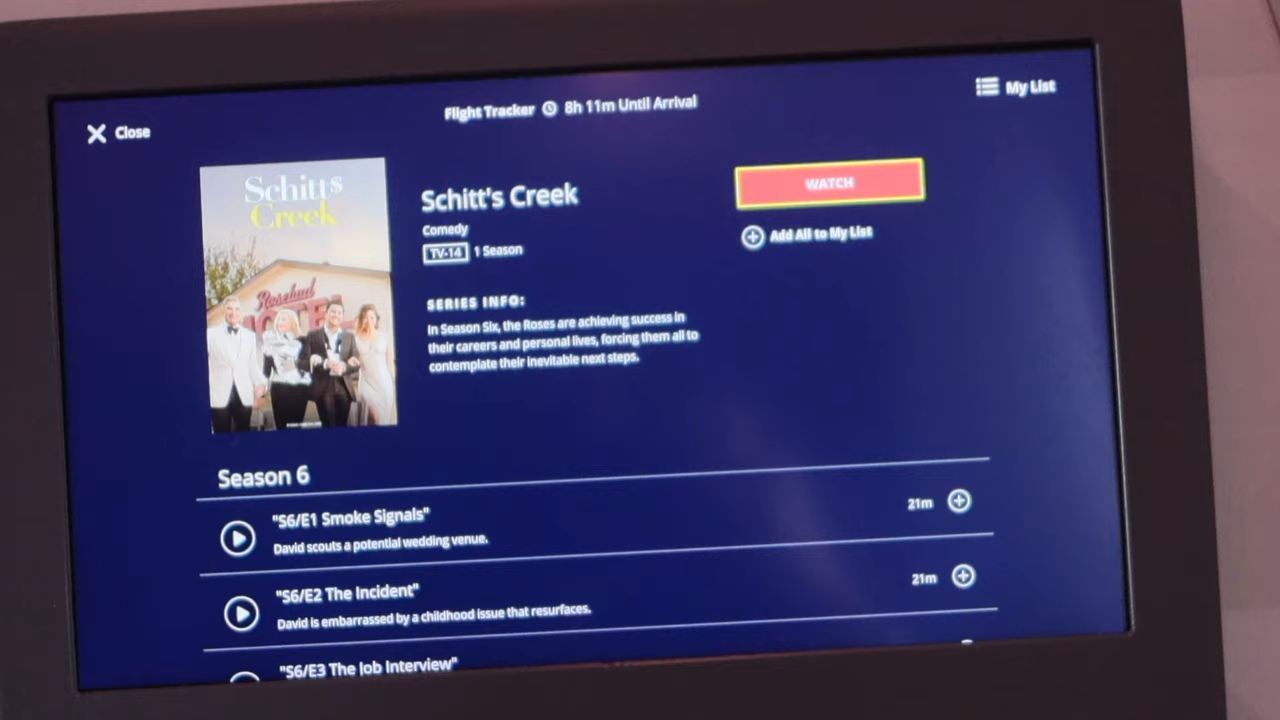 Flight Tracker 8h 11m Until Arrival
My List
Close
Schitt$
Creek
Rosebud
MOTEL
Schitt's Creek
Comedy
TV-14 1 Season
WATCH
Add All to My List
SERIES INFO:
In Season Six, the Roses are achieving success in
their careers and personal lives, forcing them all to
contemplate their inevitable next steps.
Season 6
"S6/E1 Smoke Signals"
David scouts a potential wedding venue.
21m
"S6/E2 The Incident"
David is embarrassed by a childhood issue that resurfaces.
21m
"S6/E3 The Job Interview"